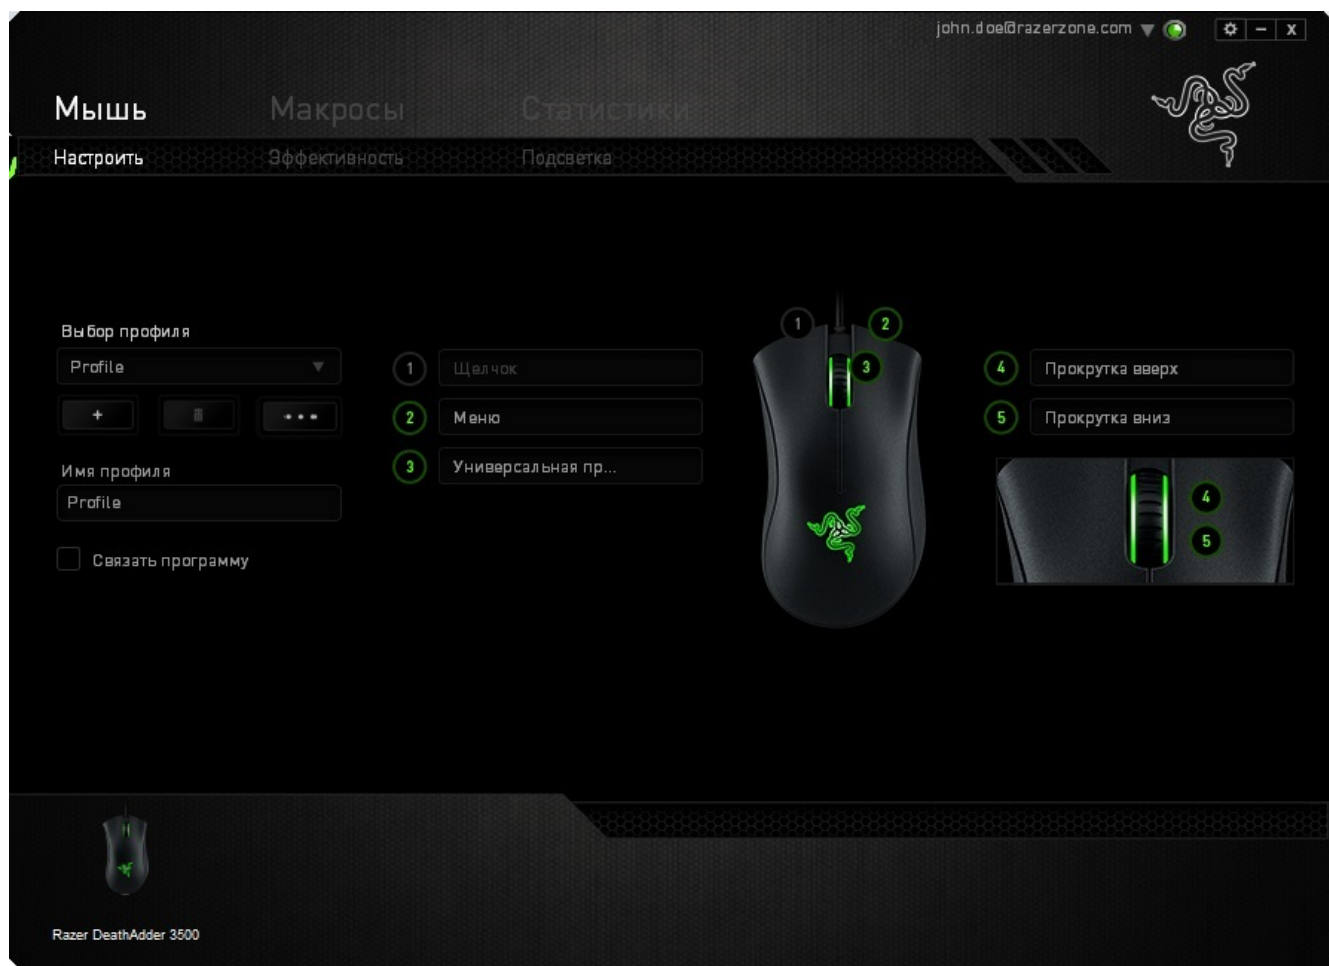 john.doe@razerzone.com
Мышь
Макросы
Статистики
Настроить
Эффективность
Подсветка
Выбор профиля
Profile
Имя профиля
Profile
Связать программу
1 Щелчок
2 Меню
3 Универсальная пр...
1
2
3
4 Прокрутка вверх
5 Прокрутка вниз
4
5
Razer DeathAdder 3500